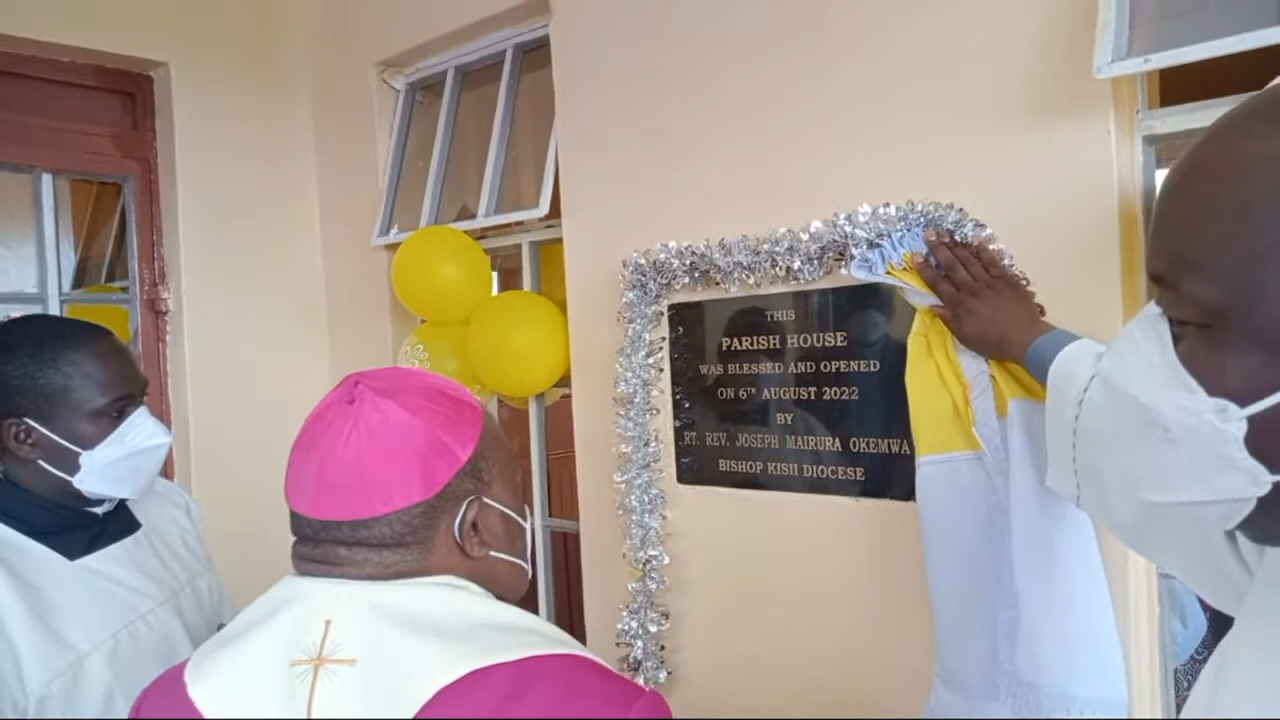 THIS
PARISH HOUSE
WAS BLESSED AND OPENED
ON 6TH AUGUST 2022
BY
RT. REV. JOSEPH MAIRURA OKEMWA
BISHOP KISII DIOCESE